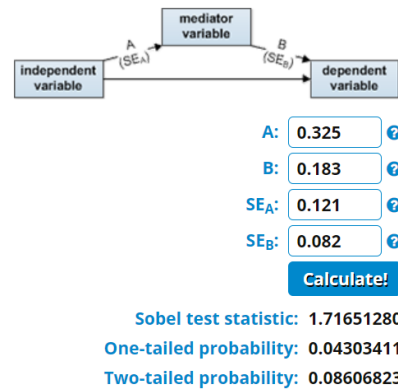 mediator
variable
A
(SEA)
B
(SEB)
independent
variable
dependent
variable
A: 0.325 ?
B: 0.183 ?
SEA: 0.121 ?
SEB: 0.082 ?
Calculate!
Sobel test statistic: 1.71651280
One-tailed probability: 0.04303411
Two-tailed probability: 0.08606823